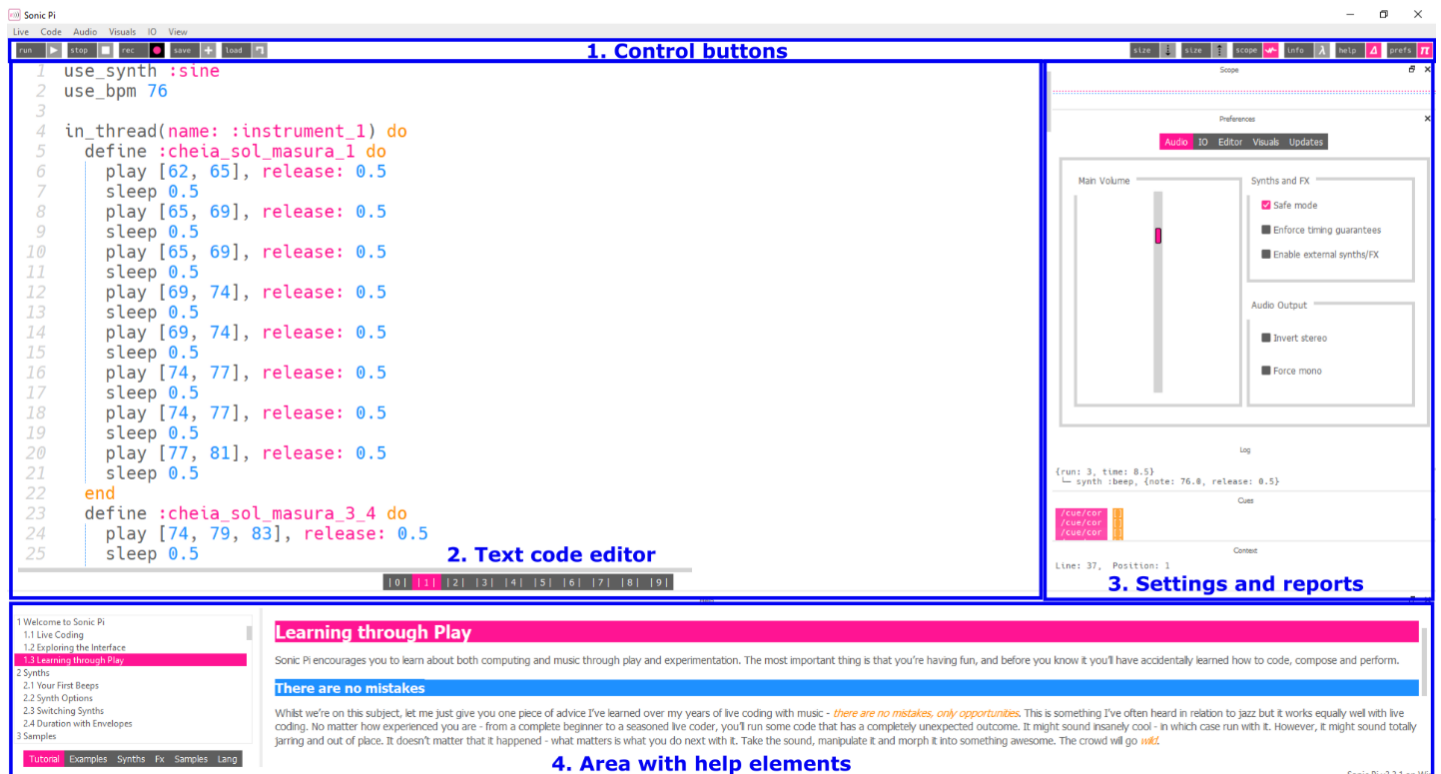 Sonic Pi
Live Code Audio Visuals IO View
run stop rec save load
1. Control buttons
size size scope info help prefs
1 use_synth :sine
2 use_bpm 76
3
4 in_thread(name: :instrument_1) do
5 define :cheia_sol_masura_1 do
6 play [62, 65], release: 0.5
7 sleep 0.5
8 play [65, 69], release: 0.5
9 sleep 0.5
10 play [65, 69], release: 0.5
11 sleep 0.5
12 play [69, 74], release: 0.5
13 sleep 0.5
14 play [69, 74], release: 0.5
15 sleep 0.5
16 play [74, 77], release: 0.5
17 sleep 0.5
18 play [74, 77], release: 0.5
19 sleep 0.5
20 play [77, 81], release: 0.5
21 sleep 0.5
22 end
23 define :cheia_sol_masura_3_4 do
24 play [74, 79, 83], release: 0.5
25 sleep 0.5
2. Text code editor
|0| |1| |2| |3| |4| |5| |6| |7| |8| |9|
Scope
Preferences
Audio IO Editor Visuals Updates
Main Volume
Synths and FX
Safe mode
Enforce timing guarantees
Enable external synths/FX
Audio Output
Invert stereo
Force mono
Log
{run: 3, time: 8.5}
└─ synth :beep, {note: 76.0, release: 0.5}
Cues
/cue/cor
/cue/cor
/cue/cor
Context
Line: 37, Position: 1
3. Settings and reports
1 Welcome to Sonic Pi
1.1 Live Coding
1.2 Exploring the Interface
1.3 Learning through Play
2 Synths
2.1 Your First Beeps
2.2 Synth Options
2.3 Switching Synths
2.4 Duration with Envelopes
3 Samples
Tutorial Examples Synths Fx Samples Lang
Learning through Play
Sonic Pi encourages you to learn about both computing and music through play and experimentation. The most important thing is that you're having fun, and before you know it you'll have accidentally learned how to code, compose and perform.
There are no mistakes
Whilst we're on this subject, let me just give you one piece of advice I've learned over my years of live coding with music - there are no mistakes, only opportunities. This is something I've often heard in relation to jazz but it works equally well with live
coding. No matter how experienced you are - from a complete beginner to a seasoned live coder, you'll run some code that has a completely unexpected outcome. It might sound insanely cool - in which case run with it. However, it might sound totally
jarring and out of place. It doesn't matter that it happened - what matters is what you do next with it. Take the sound, manipulate it and morph it into something awesome. The crowd will go wild.
4. Area with help elements